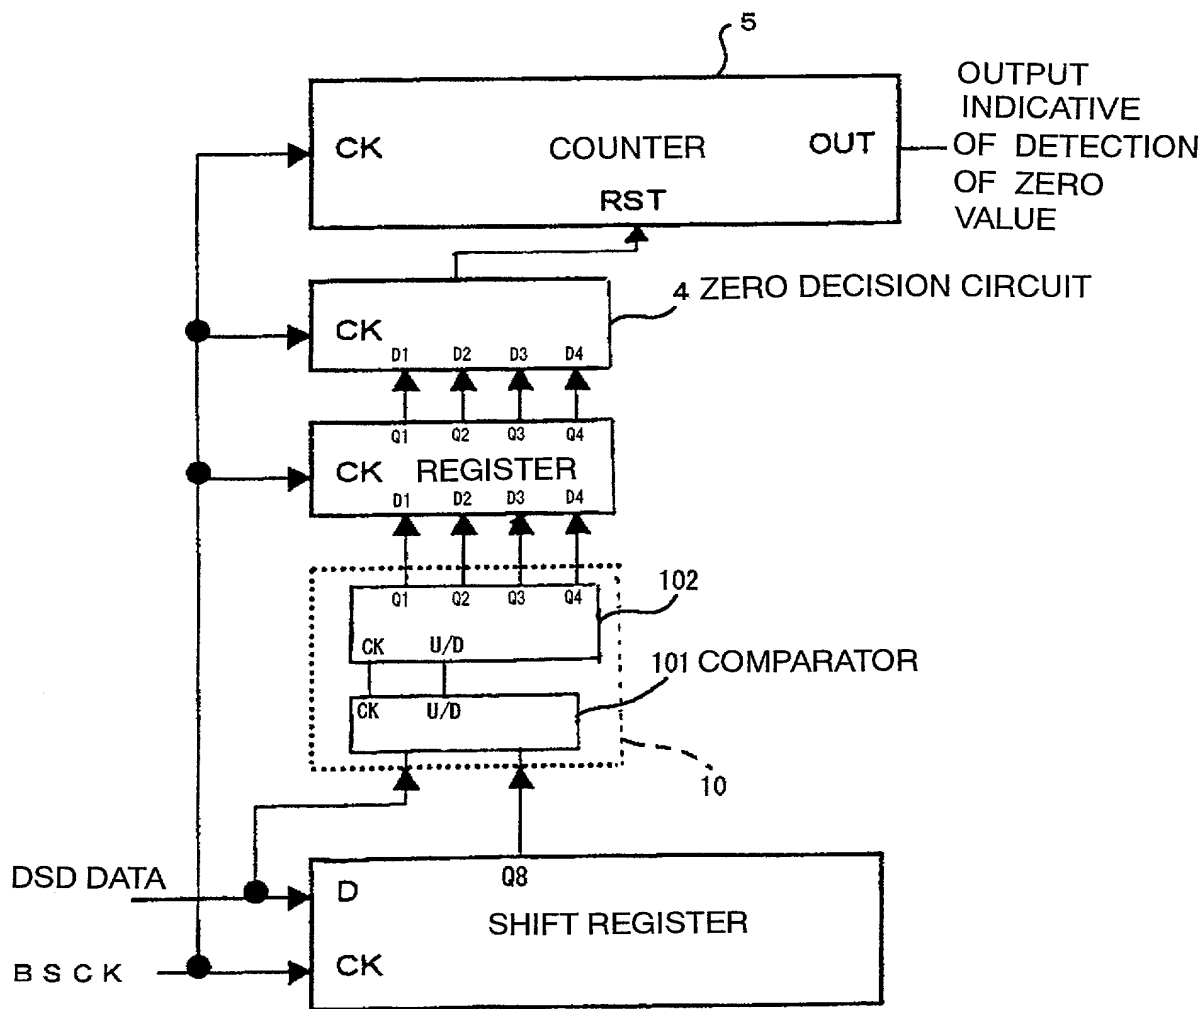 5
CK COUNTER OUT
RST
OUTPUT
INDICATIVE
OF DETECTION
OF ZERO
VALUE
4 ZERO DECISION CIRCUIT
CK
D1 D2 D3 D4
Q1 Q2 Q3 Q4
CK REGISTER
D1 D2 D3 D4
Q1 Q2 Q3 Q4
102
CK U/D
101 COMPARATOR
CK U/D
10
DSD DATA
Q8
D
SHIFT REGISTER
BSCK
CK